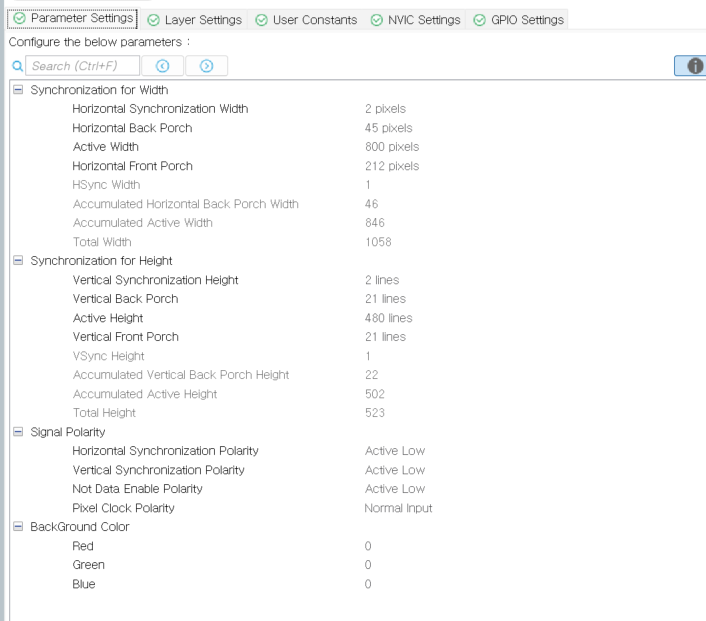 Parameter Settings Layer Settings User Constants NVIC Settings GPIO Settings
Configure the below parameters :
Search (Ctrl+F)
Synchronization for Width
Horizontal Synchronization Width 2 pixels
Horizontal Back Porch 45 pixels
Active Width 800 pixels
Horizontal Front Porch 212 pixels
HSync Width 1
Accumulated Horizontal Back Porch Width 46
Accumulated Active Width 846
Total Width 1058
Synchronization for Height
Vertical Synchronization Height 2 lines
Vertical Back Porch 21 lines
Active Height 480 lines
Vertical Front Porch 21 lines
VSync Height 1
Accumulated Vertical Back Porch Height 22
Accumulated Active Height 502
Total Height 523
Signal Polarity
Horizontal Synchronization Polarity Active Low
Vertical Synchronization Polarity Active Low
Not Data Enable Polarity Active Low
Pixel Clock Polarity Normal Input
BackGround Color
Red 0
Green 0
Blue 0